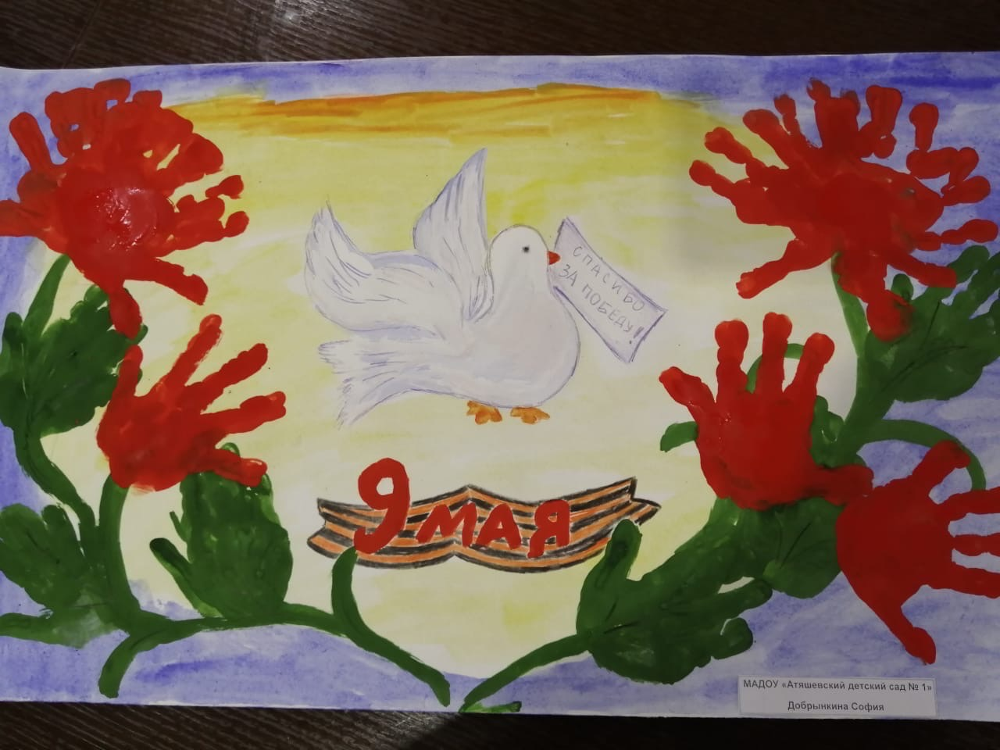 СПАСИБО
ЗА ПОБЕДУ!
9 МАЯ
МАДОУ «Атяшевский детский сад № 1»
Добрынкина София